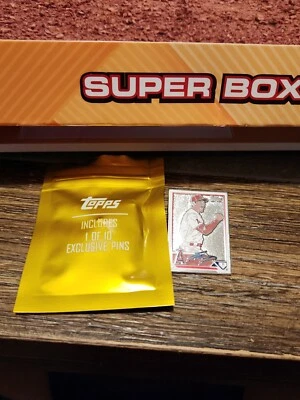 SUPER BOX
Topps
INCLUDES
1 OF 10
EXCLUSIVE PINS